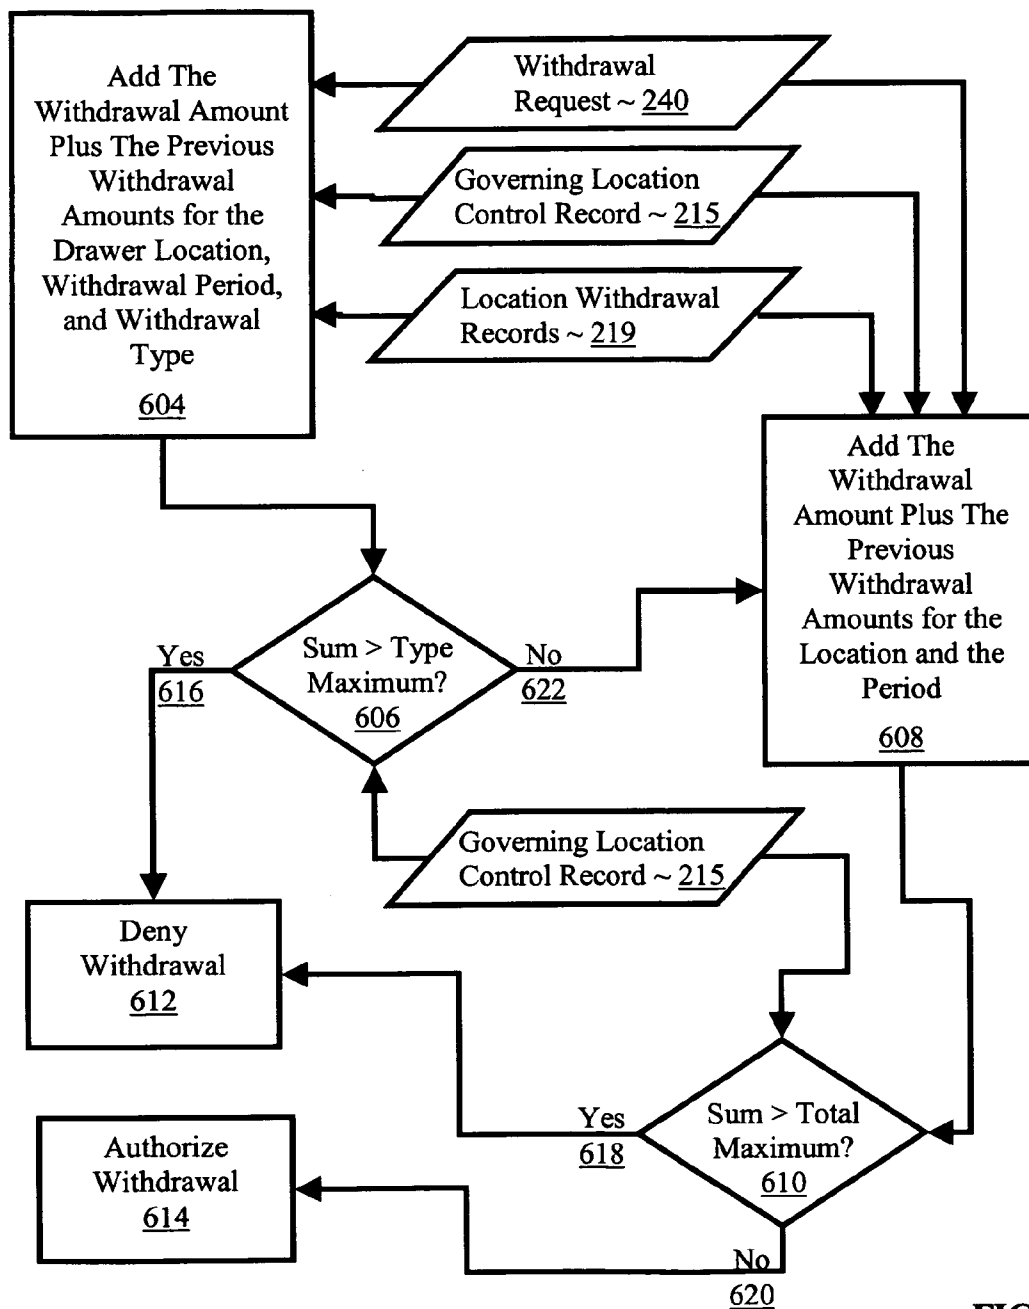 Add The
Withdrawal Amount
Plus The Previous
Withdrawal
Amounts for the
Drawer Location,
Withdrawal Period,
and Withdrawal
Type
604
Withdrawal
Request ~ 240
Governing Location
Control Record ~ 215
Location Withdrawal
Records ~ 219
Add The
Withdrawal
Amount Plus The
Previous
Withdrawal
Amounts for the
Location and the
Period
608
Sum > Type
Maximum?
606
Yes
616
No
622
Governing Location
Control Record ~ 215
Deny
Withdrawal
612
Sum > Total
Maximum?
610
Yes
618
Authorize
Withdrawal
614
No
620